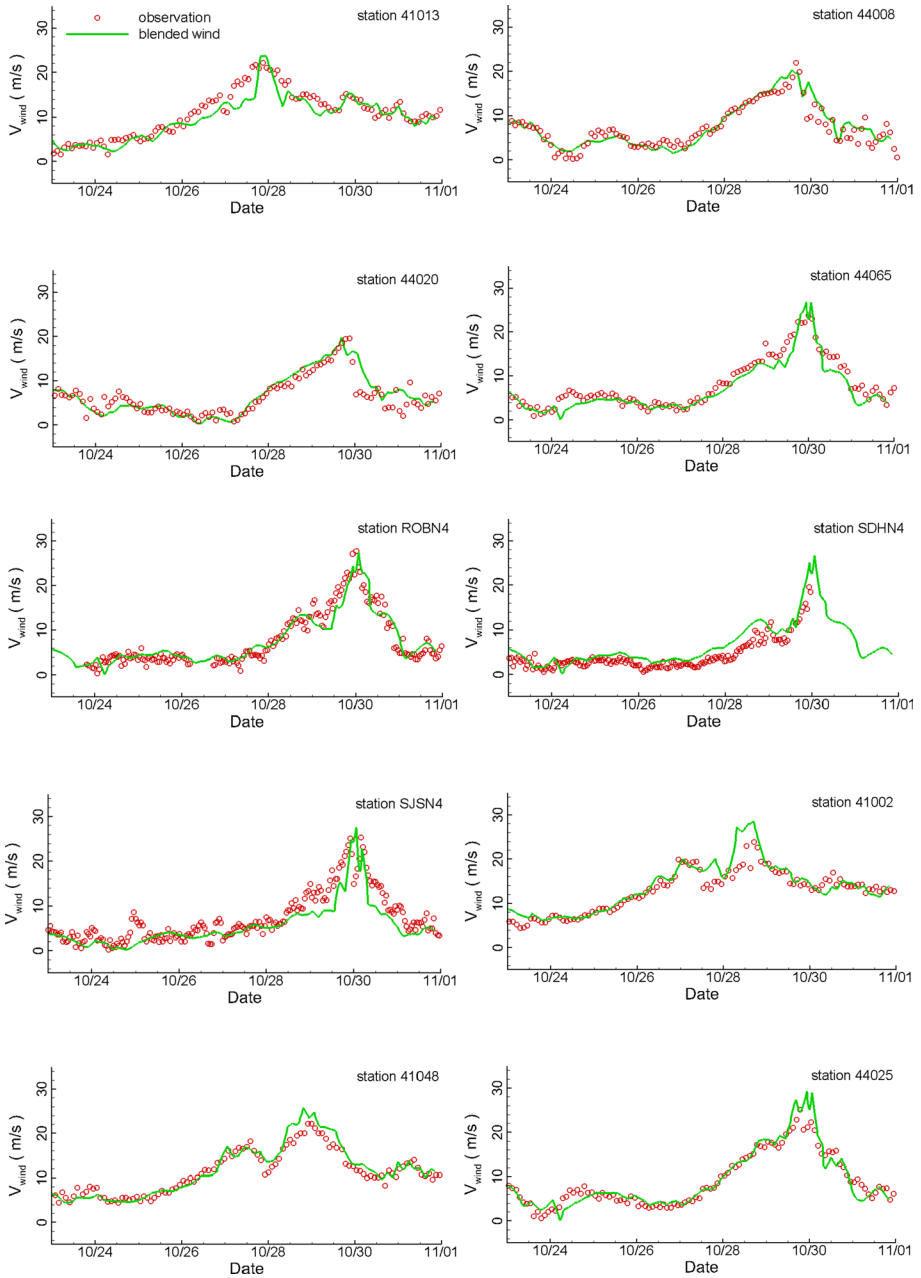 station 41013
observation
blended wind
V_wind ( m/s)
30
20
10
0
10/24
10/26
10/28
10/30
11/01
Date
station 44008
V_wind ( m/s)
30
20
10
0
10/24
10/26
10/28
10/30
11/01
Date
station 44020
V_wind ( m/s)
30
20
10
0
10/24
10/26
10/28
10/30
11/01
Date
station 44065
V_wind ( m/s)
30
20
10
0
10/24
10/26
10/28
10/30
11/01
Date
station ROBN4
V_wind ( m/s)
30
20
10
0
10/24
10/26
10/28
10/30
11/01
Date
station SDHN4
V_wind ( m/s)
30
20
10
0
10/24
10/26
10/28
10/30
11/01
Date
station SJSN4
V_wind ( m/s)
30
20
10
0
10/24
10/26
10/28
10/30
11/01
Date
station 41002
V_wind ( m/s)
30
20
10
0
10/24
10/26
10/28
10/30
11/01
Date
station 41048
V_wind ( m/s)
30
20
10
0
10/24
10/26
10/28
10/30
11/01
Date
station 44025
V_wind ( m/s)
30
20
10
0
10/24
10/26
10/28
10/30
11/01
Date